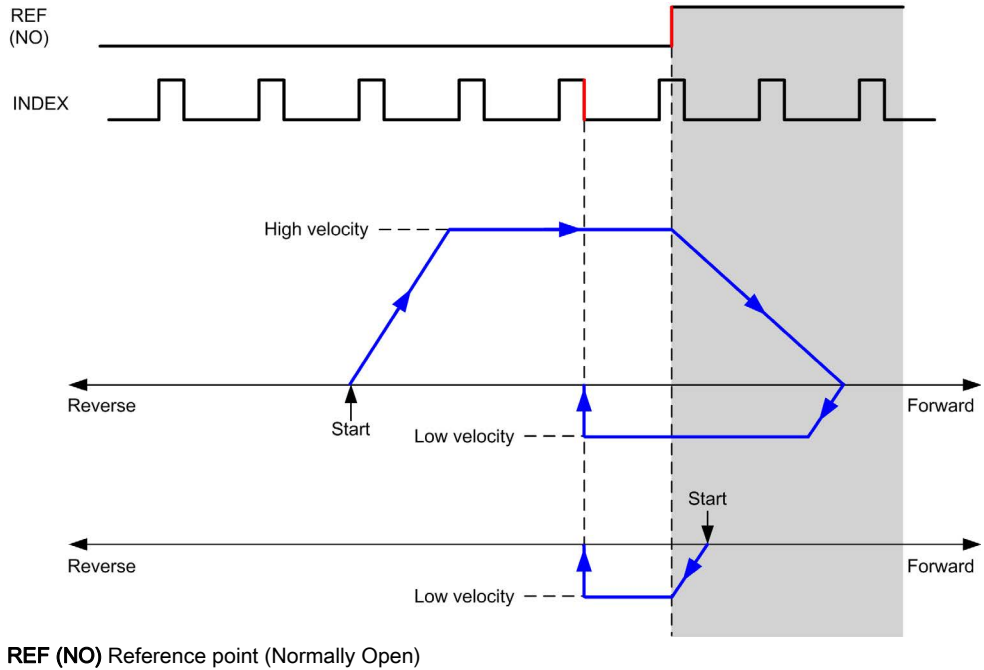 REF
(NO)
INDEX
High velocity
Reverse
Forward
Start
Low velocity
Start
Reverse
Forward
Low velocity
REF (NO) Reference point (Normally Open)